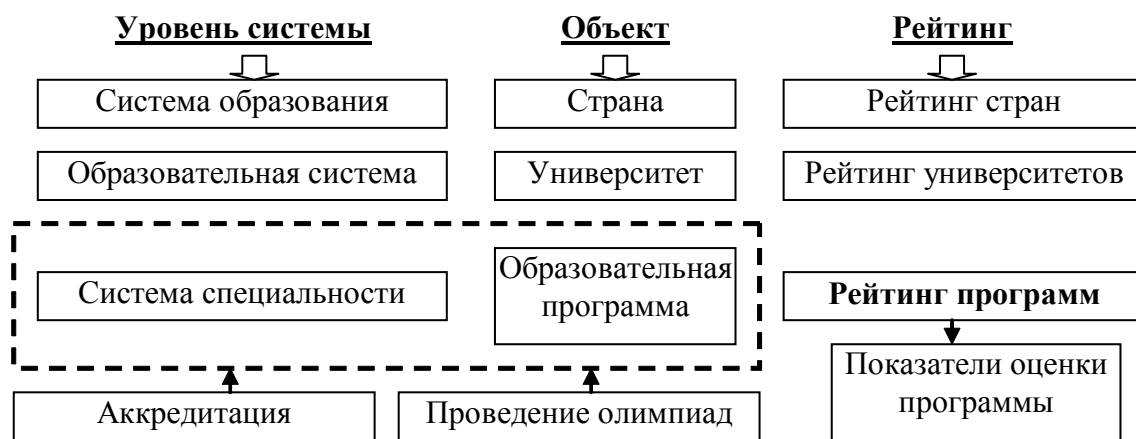 Уровень системы
Объект
Рейтинг
Система образования
Страна
Рейтинг стран
Образовательная система
Университет
Рейтинг университетов
Система специальности
Образовательная
программа
Рейтинг программ
Показатели оценки
программы
Аккредитация
Проведение олимпиад